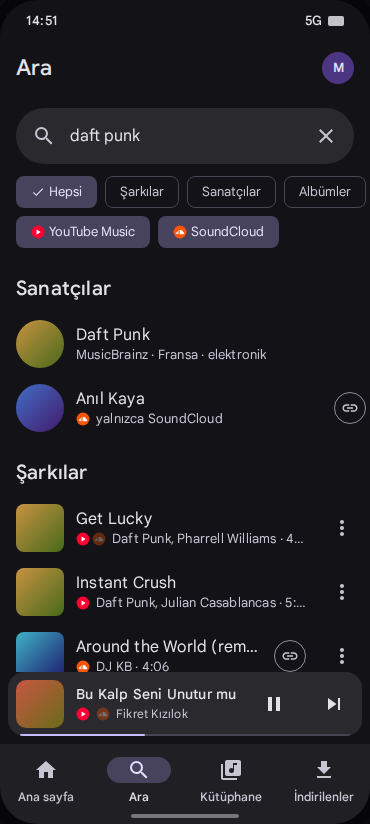 14:51
5G
Ara
M
daft punk
Hepsi
Şarkılar
Sanatçılar
Albümler
YouTube Music
SoundCloud
Sanatçılar
Daft Punk
MusicBrainz · Fransa · elektronik
Anıl Kaya
yalnızca SoundCloud
Şarkılar
Get Lucky
Daft Punk, Pharrell Williams · 4…
Instant Crush
Daft Punk, Julian Casablancas · 5:…
Around the World (rem…
DJ KB · 4:06
Bu Kalp Seni Unutur mu
Fikret Kızılok
Ana sayfa
Ara
Kütüphane
İndirilenler